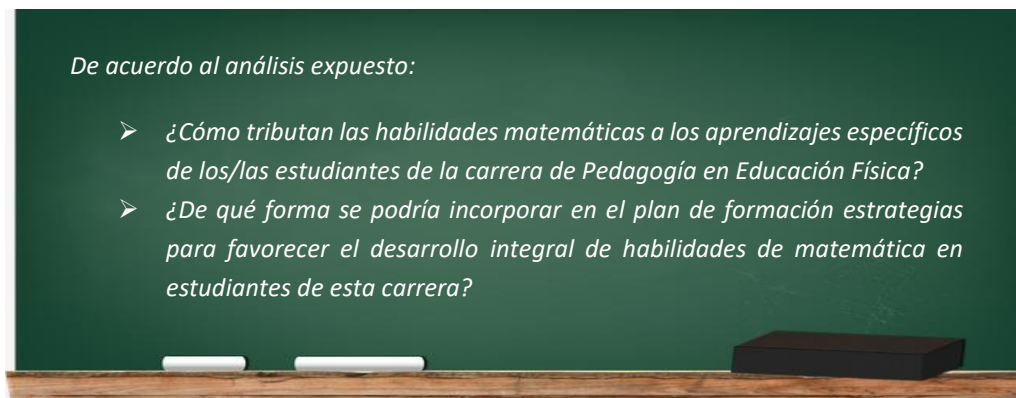 De acuerdo al análisis expuesto:
➢ ¿Cómo tributan las habilidades matemáticas a los aprendizajes específicos
de los/las estudiantes de la carrera de Pedagogía en Educación Física?
➢ ¿De qué forma se podría incorporar en el plan de formación estrategias
para favorecer el desarrollo integral de habilidades de matemática en
estudiantes de esta carrera?